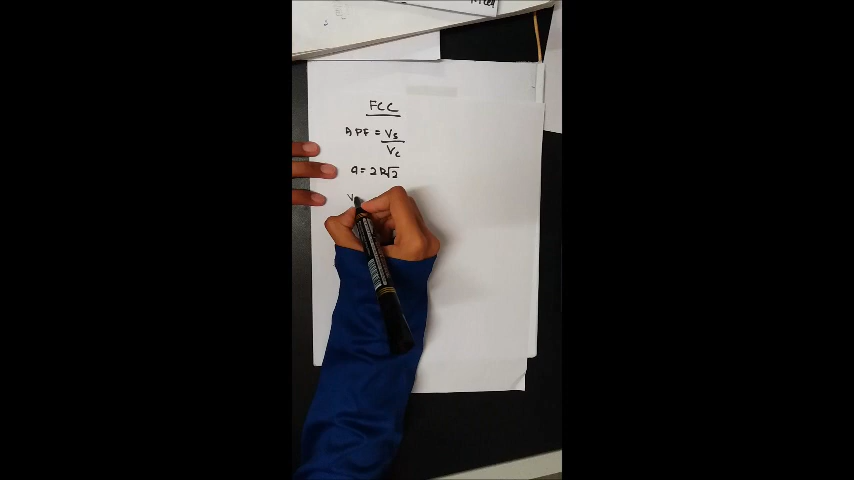 FCC
APF = Vs
Vc
a = 2R√2
V